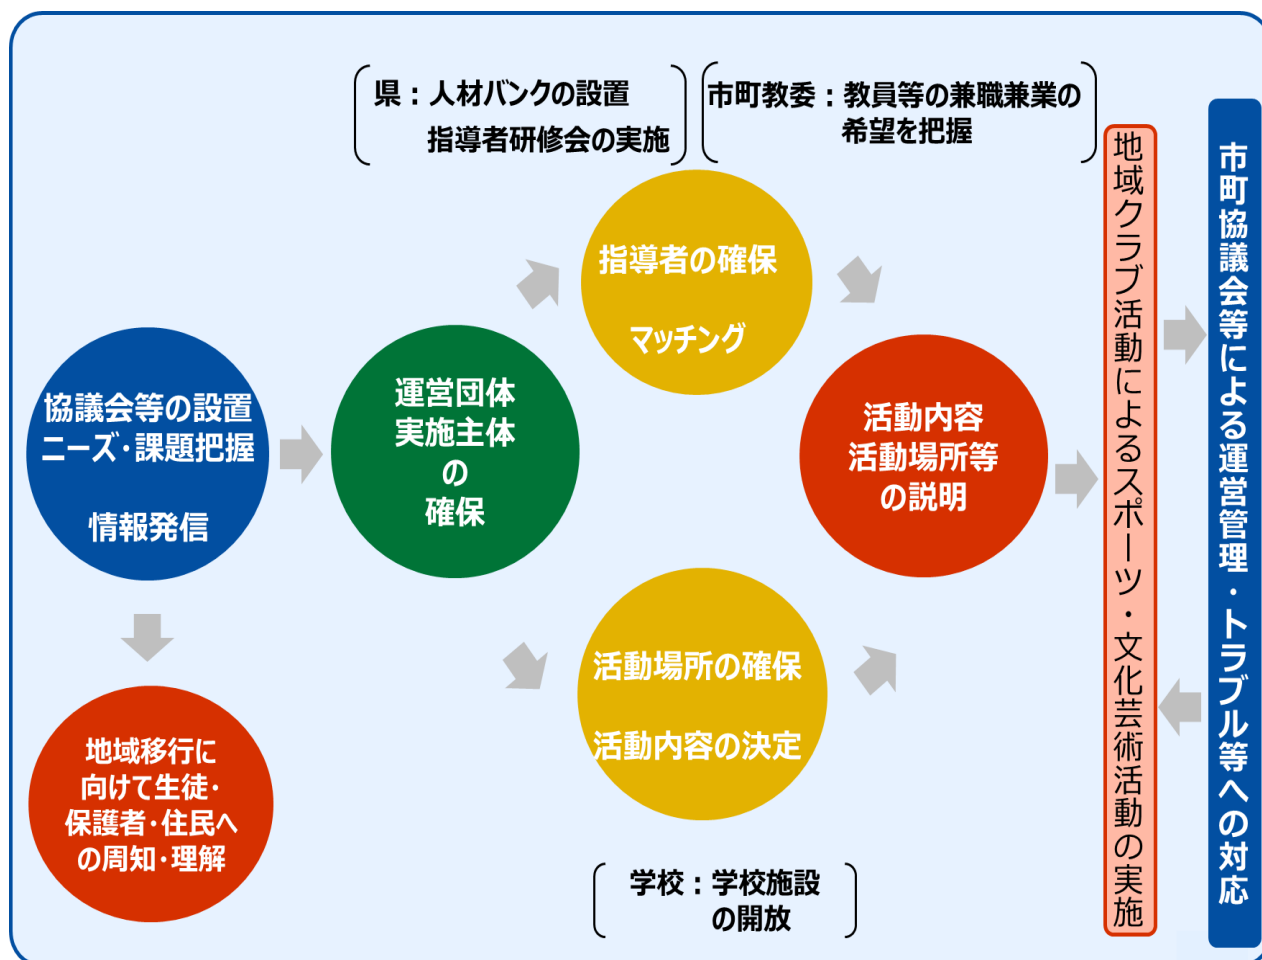 県：人材バンクの設置
指導者研修会の実施
市町教委：教員等の兼職兼業の
希望を把握
指導者の確保
マッチング
協議会等の設置
ニーズ・課題把握
情報発信
運営団体
実施主体
の
確保
活動内容
活動場所等
の説明
活動場所の確保
活動内容の決定
地域移行に
向けて生徒・
保護者・住民へ
の周知・理解
学校：学校施設
の開放
地域クラブ活動によるスポーツ・文化芸術活動の実施
市町協議会等による運営管理・トラブル等への対応